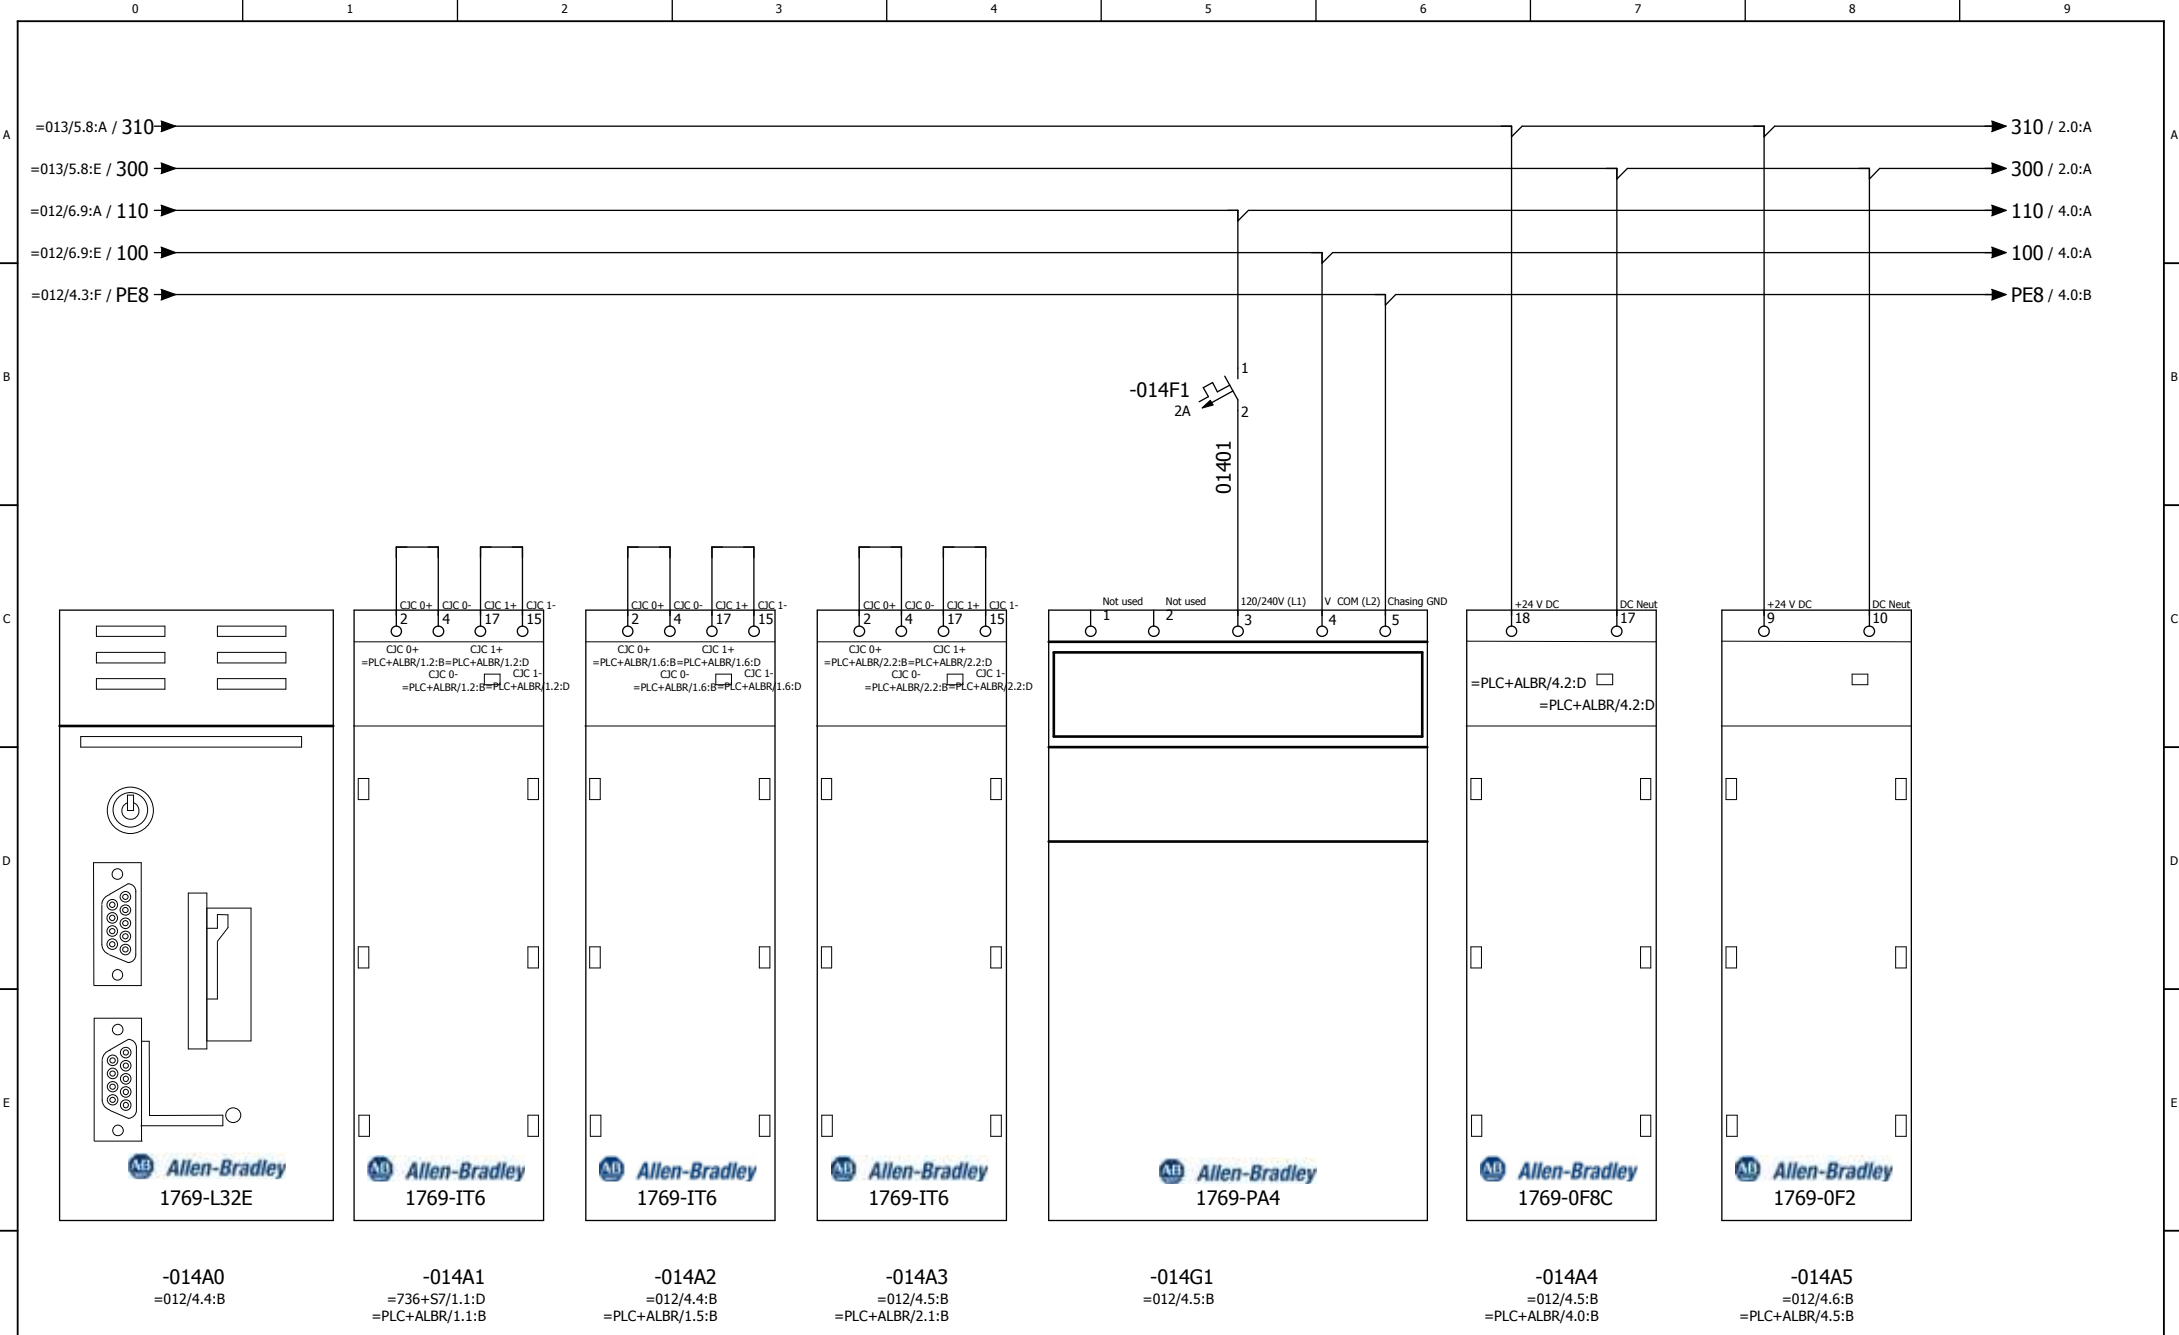 0 1 2 3 4 5 6 7 8 9
A =013/5.8:A / 310 310 / 2.0:A A
=013/5.8:E / 300 300 / 2.0:A
=012/6.9:A / 110 110 / 4.0:A
=012/6.9:E / 100 100 / 4.0:A
=012/4.3:F / PE8 PE8 / 4.0:B
B B
1
-014F1
2A 2
01401
CJC 0+ CJC 0- CJC 1+ CJC 1- CJC 0+ CJC 0- CJC 1+ CJC 1- CJC 0+ CJC 0- CJC 1+ CJC 1- Not used Not used 120/240V (L1) V COM (L2) Chasing GND +24 V DC DC Neut +24 V DC DC Neut
C 2 4 17 15 2 4 17 15 2 4 17 15 1 2 3 4 5 18 17 9 10 C
CJC 0+ CJC 1+ CJC 0+ CJC 1+ CJC 0+ CJC 1+
=PLC+ALBR/1.2:B=PLC+ALBR/1.2:D =PLC+ALBR/1.6:B=PLC+ALBR/1.6:D =PLC+ALBR/2.2:B=PLC+ALBR/2.2:D
CJC 0- CJC 1- CJC 0- CJC 1- CJC 0- CJC 1-
=PLC+ALBR/1.2:B=PLC+ALBR/1.2:D =PLC+ALBR/1.6:B=PLC+ALBR/1.6:D =PLC+ALBR/2.2:B=PLC+ALBR/2.2:D =PLC+ALBR/4.2:D
=PLC+ALBR/4.2:D
D D
E E
AB Allen-Bradley AB Allen-Bradley AB Allen-Bradley AB Allen-Bradley AB Allen-Bradley AB Allen-Bradley AB Allen-Bradley
1769-L32E 1769-IT6 1769-IT6 1769-IT6 1769-PA4 1769-0F8C 1769-0F2
-014A0 -014A1 -014A2 -014A3 -014G1 -014A4 -014A5
=012/4.4:B =736+S7/1.1:D =012/4.4:B =012/4.5:B =012/4.5:B =012/4.5:B =012/4.6:B
=PLC+ALBR/1.1:B =PLC+ALBR/1.5:B =PLC+ALBR/2.1:B =PLC+ALBR/4.0:B =PLC+ALBR/4.5:B